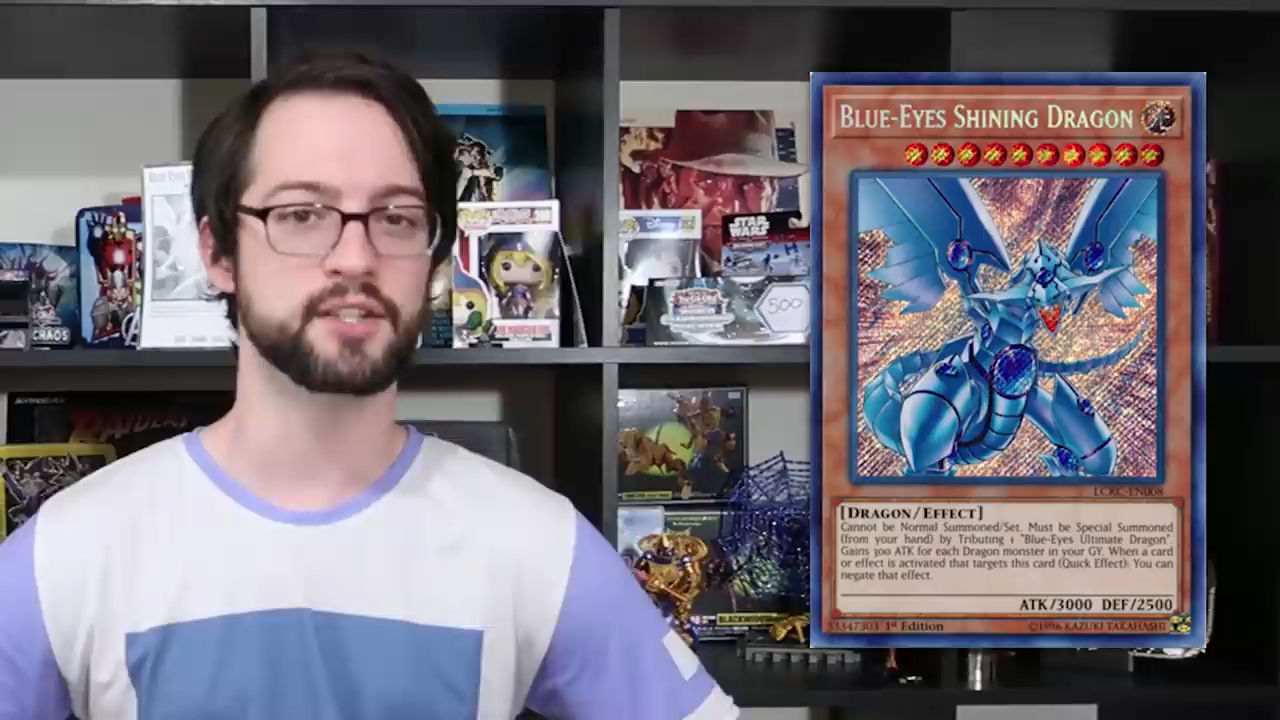 BLUE-EYES SHINING DRAGON
LCKC-EN008
[DRAGON/EFFECT]
Cannot be Normal Summoned/Set. Must be Special Summoned
(from your hand) by Tributing 1 "Blue-Eyes Ultimate Dragon".
Gains 300 ATK for each Dragon monster in your GY. When a card
or effect is activated that targets this card (Quick Effect): You can
negate that effect.
ATK/3000 DEF/2500
53347303 1st Edition
©1996 KAZUKI TAKAHASHI
STAR
WARS
500
CHAOS
RAIDERS